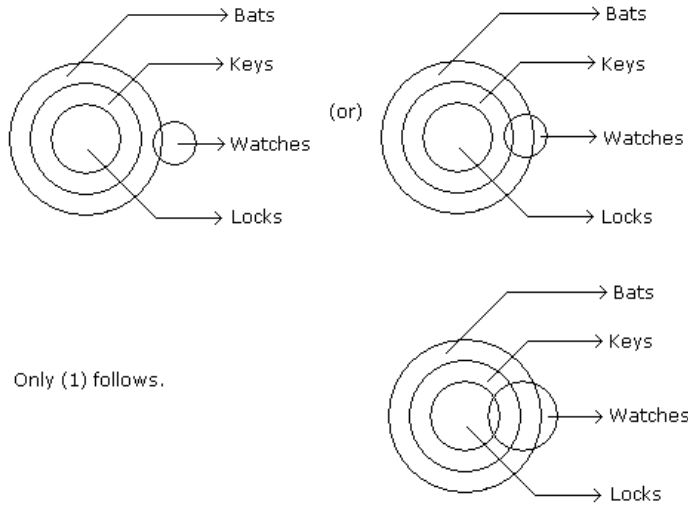 Bats
Keys
Watches
Locks
(or)
Bats
Keys
Watches
Locks
Only (1) follows.
Bats
Keys
Watches
Locks